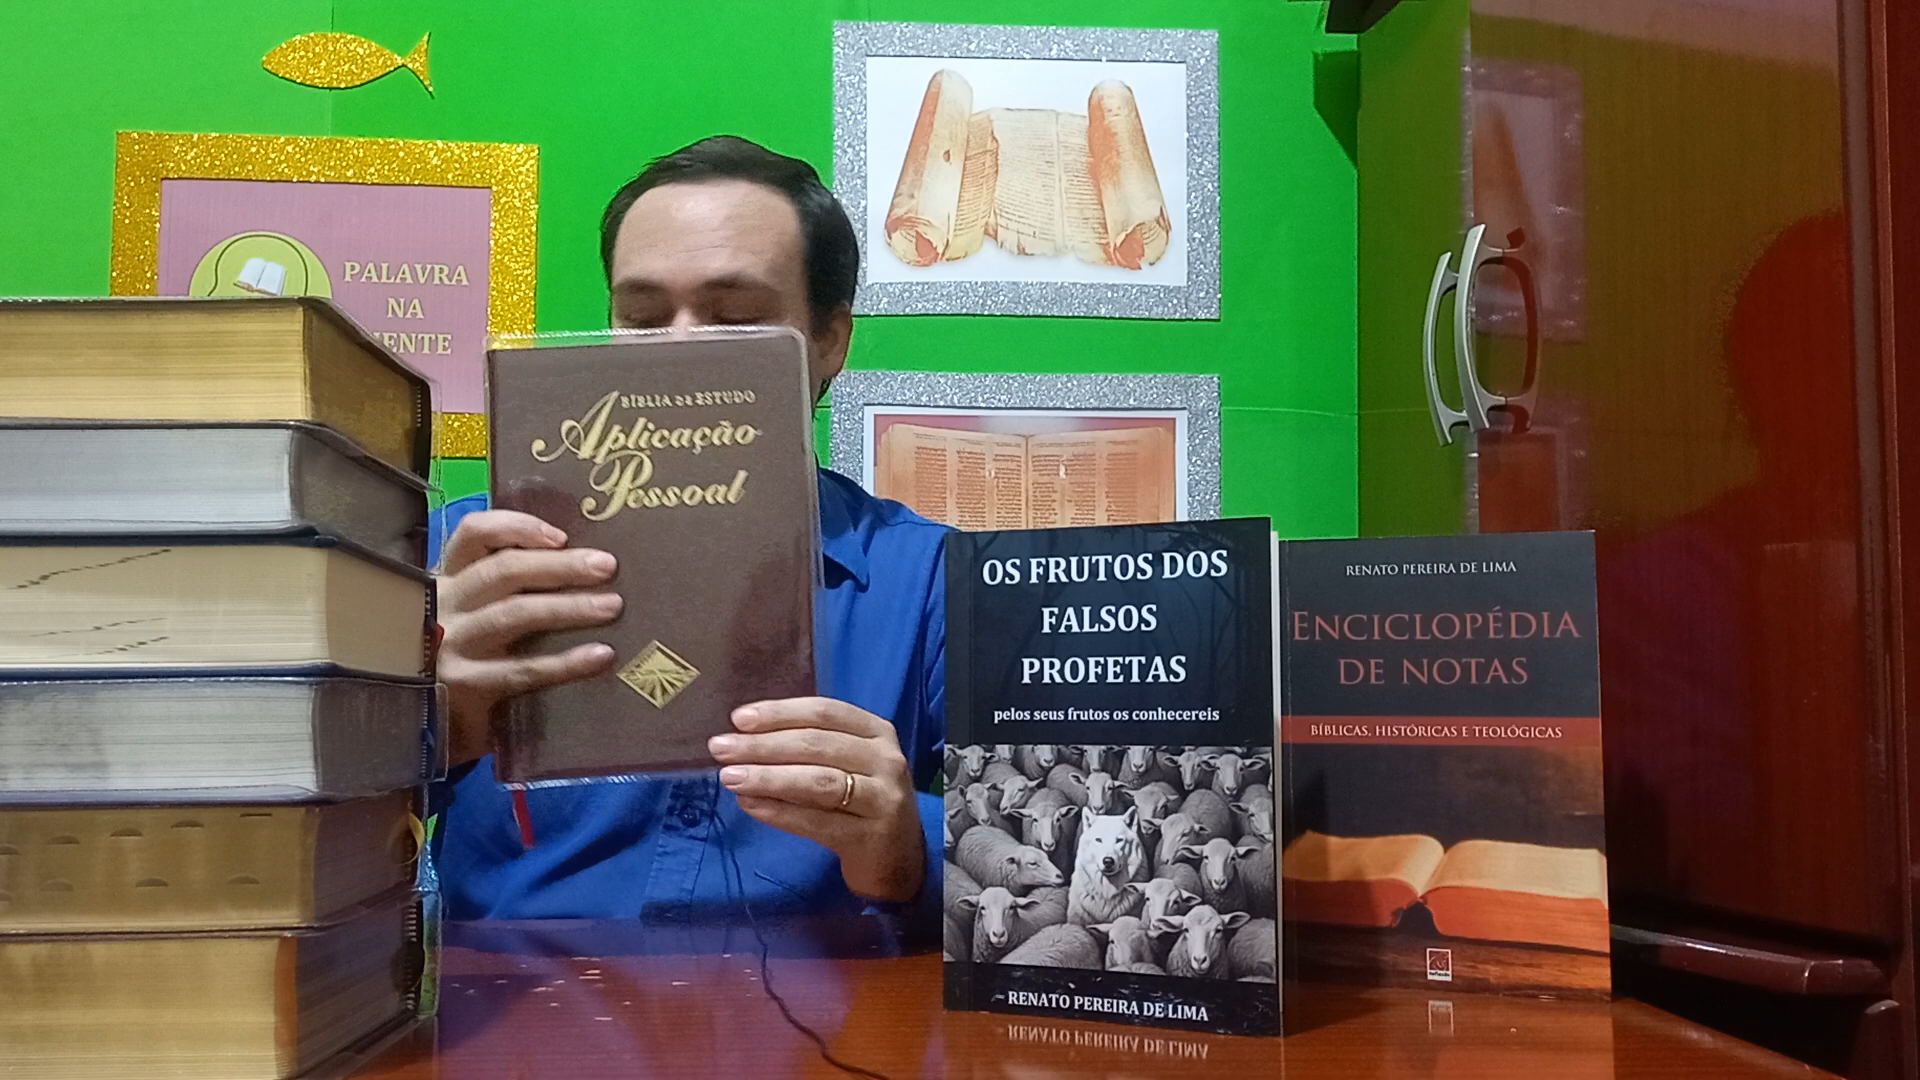 PALAVRA
NA
ENTE
BÍBLIA DE ESTUDO
Aplicação
Pessoal
OS FRUTOS DOS
FALSOS
PROFETAS
pelos seus frutos os conhecereis
RENATO PEREIRA DE LIMA
RENATO PEREIRA DE LIMA
ENCICLOPÉDIA
DE NOTAS
BÍBLICAS, HISTÓRICAS E TEOLÓGICAS